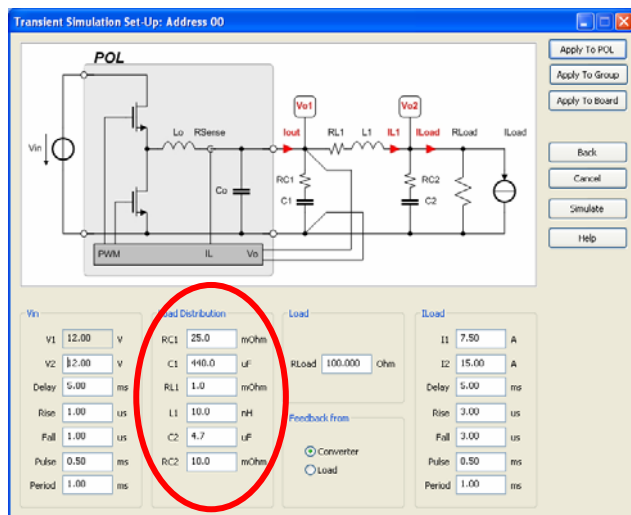 Transient Simulation Set-Up: Address 00
POL
Apply To POL
Apply To Group
Apply To Board
Back
Cancel
Simulate
Help
Vin
Lo RSense
Co
PWM IL Vo
Vo1 Vo2
Iout RL1 L1 IL1 ILoad RLoad ILoad
RC1
C1
RC2
C2
Vin
V1 12.00 V
V2 12.00 V
Delay 5.00 ms
Rise 1.00 us
Fall 1.00 us
Pulse 0.50 ms
Period 1.00 ms
Load Distribution
RC1 25.0 mOhm
C1 440.0 uF
RL1 1.0 mOhm
L1 10.0 nH
C2 4.7 uF
RC2 10.0 mOhm
Load
RLoad 100.000 Ohm
Feedback from
Converter
Load
ILoad
I1 7.50 A
I2 15.00 A
Delay 5.00 ms
Rise 3.00 us
Fall 3.00 us
Pulse 0.50 ms
Period 1.00 ms